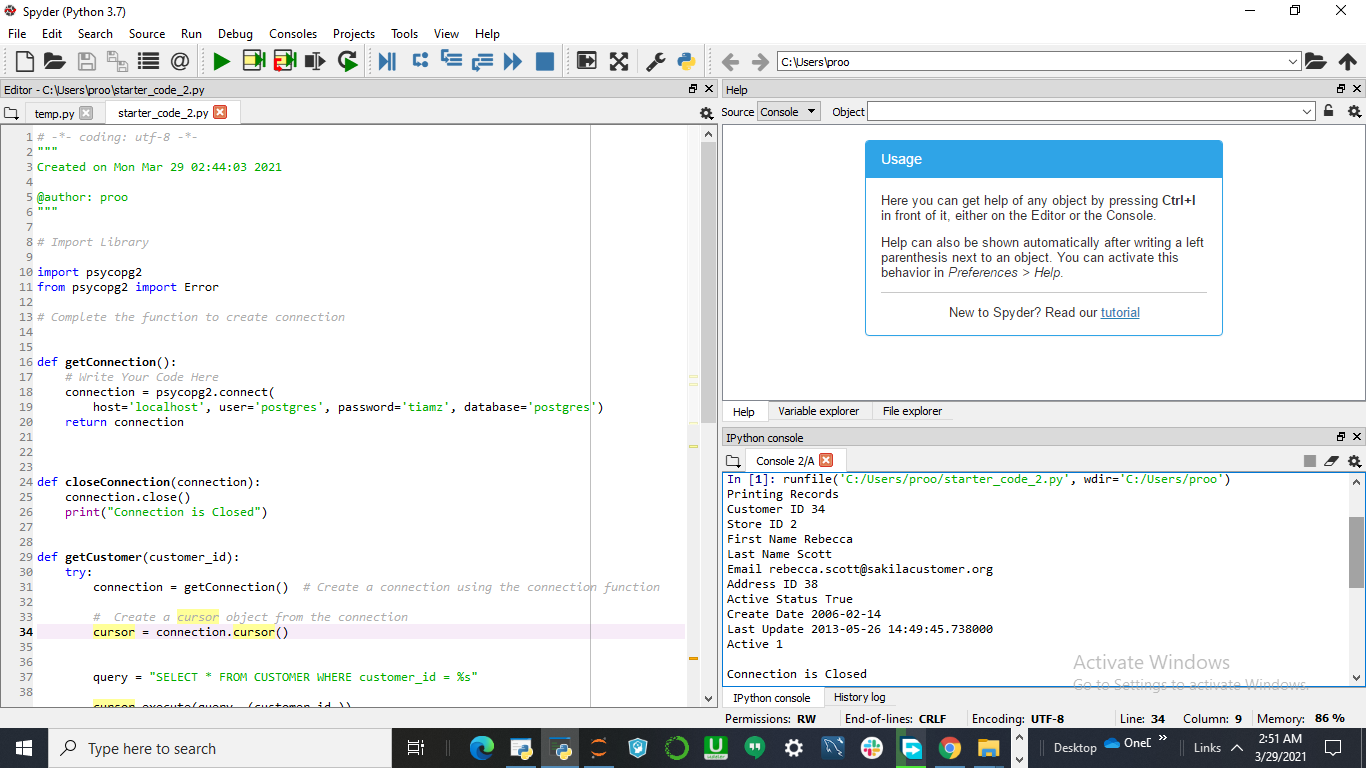 Spyder (Python 3.7)
File Edit Search Source Run Debug Consoles Projects Tools View Help
C:\Users\proo
Editor - C:\Users\proo\starter_code_2.py
temp.py
starter_code_2.py
1 # -*- coding: utf-8 -*-
2 """
3 Created on Mon Mar 29 02:44:03 2021
4
5 @author: proo
6 """
7
8 # Import Library
9
10 import psycopg2
11 from psycopg2 import Error
12
13 # Complete the function to create connection
14
15
16 def getConnection():
17 # Write Your Code Here
18 connection = psycopg2.connect(
19 host='localhost', user='postgres', password='tiamz', database='postgres')
20 return connection
21
22
23
24 def closeConnection(connection):
25 connection.close()
26 print("Connection is Closed")
27
28
29 def getCustomer(customer_id):
30 try:
31 connection = getConnection() # Create a connection using the connection function
32
33 # Create a cursor object from the connection
34 cursor = connection.cursor()
35
36
37 query = "SELECT * FROM CUSTOMER WHERE customer_id = %s"
38
cursor.execute(query, (customer_id,))
Help
Source Console Object
Usage
Here you can get help of any object by pressing Ctrl+I
in front of it, either on the Editor or the Console.
Help can also be shown automatically after writing a left
parenthesis next to an object. You can activate this
behavior in Preferences > Help.
New to Spyder? Read our tutorial
Help Variable explorer File explorer
IPython console
Console 2/A
In [1]: runfile('C:/Users/proo/starter_code_2.py', wdir='C:/Users/proo')
Printing Records
Customer ID 34
Store ID 2
First Name Rebecca
Last Name Scott
Email rebecca.scott@sakilacustomer.org
Address ID 38
Active Status True
Create Date 2006-02-14
Last Update 2013-05-26 14:49:45.738000
Active 1
Connection is Closed
Activate Windows
Go to Settings to activate Windows.
IPython console History log
Permissions: RW End-of-lines: CRLF Encoding: UTF-8 Line: 34 Column: 9 Memory: 86 %
Type here to search
Desktop
OneD
Links
2:51 AM
3/29/2021